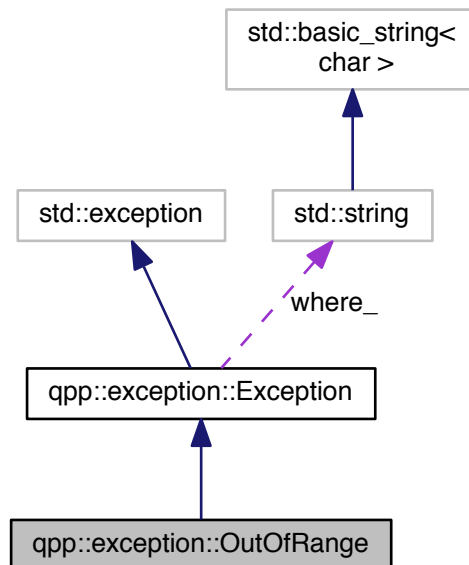 std::basic_string<
char >
std::exception
std::string
where_
qpp::exception::Exception
qpp::exception::OutOfRange